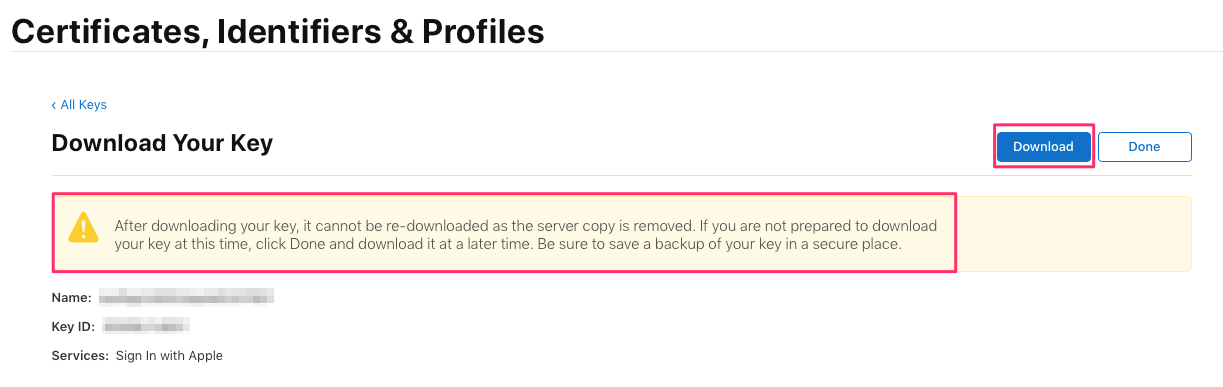 Certificates, Identifiers & Profiles
‹ All Keys
Download Your Key
Download
Done
After downloading your key, it cannot be re-downloaded as the server copy is removed. If you are not prepared to download
your key at this time, click Done and download it at a later time. Be sure to save a backup of your key in a secure place.
Name:
Key ID:
Services: Sign In with Apple